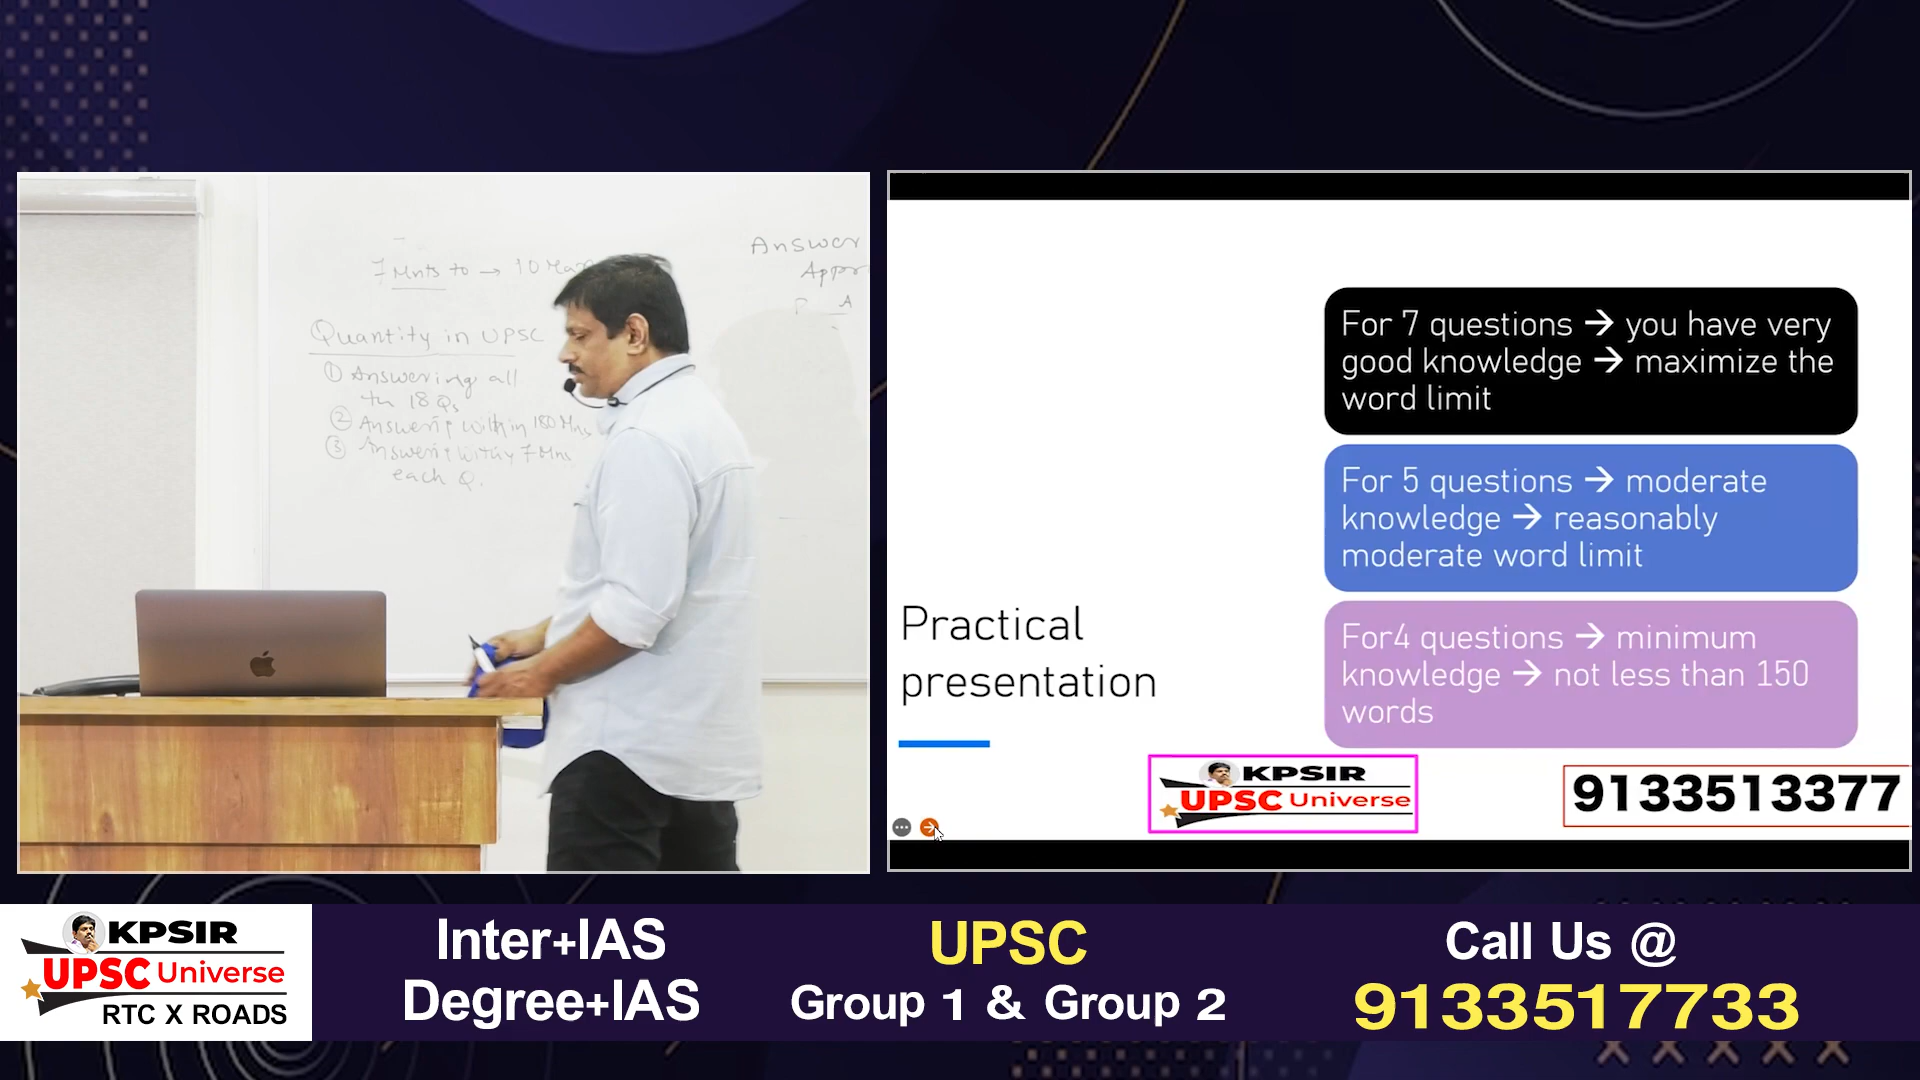 7 Mnts to → 10 Mar
Answer
Appr
P A
Quantity in UPSC
① Answering all
the 18 Qs
② Answering within 180 Mns
③ Answering within 7 Mns
each Q.
For 7 questions → you have very
good knowledge → maximize the
word limit
For 5 questions → moderate
knowledge → reasonably
moderate word limit
For4 questions → minimum
knowledge → not less than 150
words
Practical
presentation
KPSIR
UPSC Universe
9133513377
KPSIR
UPSC Universe
RTC X ROADS
Inter+IAS
Degree+IAS
UPSC
Group 1 & Group 2
Call Us @
9133517733